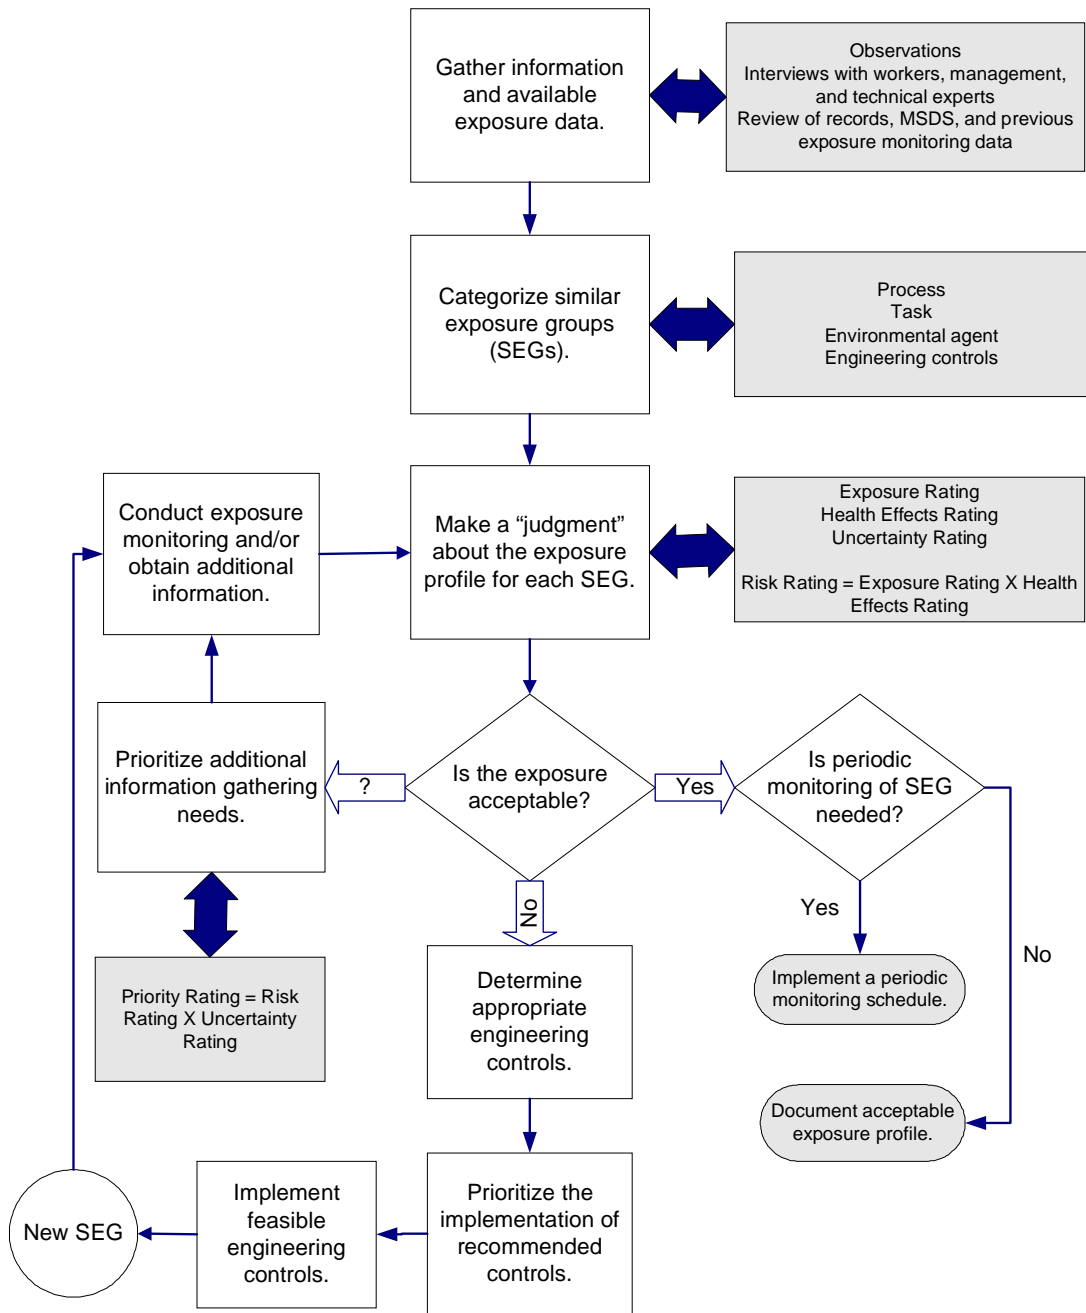 Gather information
and available
exposure data.
Observations
Interviews with workers, management,
and technical experts
Review of records, MSDS, and previous
exposure monitoring data
Categorize similar
exposure groups
(SEGs).
Process
Task
Environmental agent
Engineering controls
Conduct exposure
monitoring and/or
obtain additional
information.
Make a “judgment”
about the exposure
profile for each SEG.
Exposure Rating
Health Effects Rating
Uncertainty Rating
Risk Rating = Exposure Rating X Health
Effects Rating
Prioritize additional
information gathering
needs.
?
Is the exposure
acceptable?
Yes
Is periodic
monitoring of SEG
needed?
No
Yes
No
Priority Rating = Risk
Rating X Uncertainty
Rating
Determine
appropriate
engineering
controls.
Implement a periodic
monitoring schedule.
Document acceptable
exposure profile.
New SEG
Implement
feasible
engineering
controls.
Prioritize the
implementation of
recommended
controls.